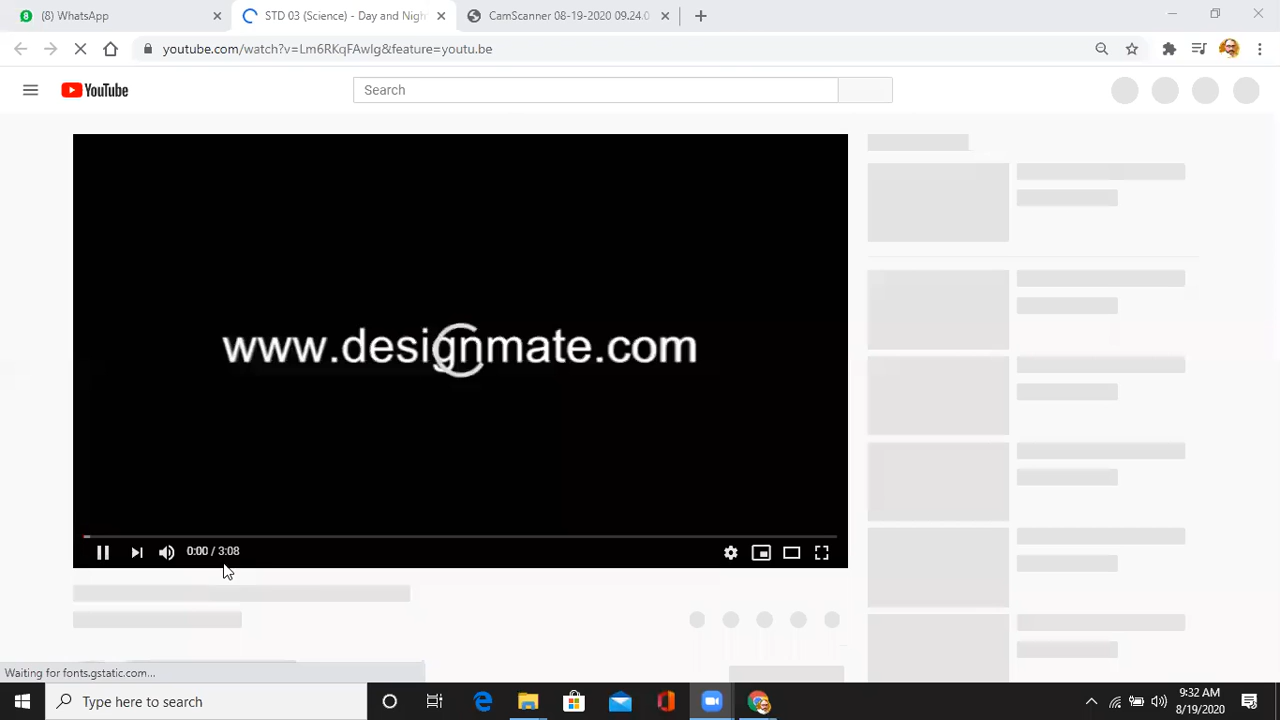 (8) WhatsApp
STD 03 (Science) - Day and Nigh
CamScanner 08-19-2020 09.24.0
youtube.com/watch?v=Lm6RKqFAwIg&feature=youtu.be
YouTube
Search
www.designmate.com
0:00 / 3:08
Waiting for fonts.gstatic.com...
Type here to search
9:32 AM
8/19/2020